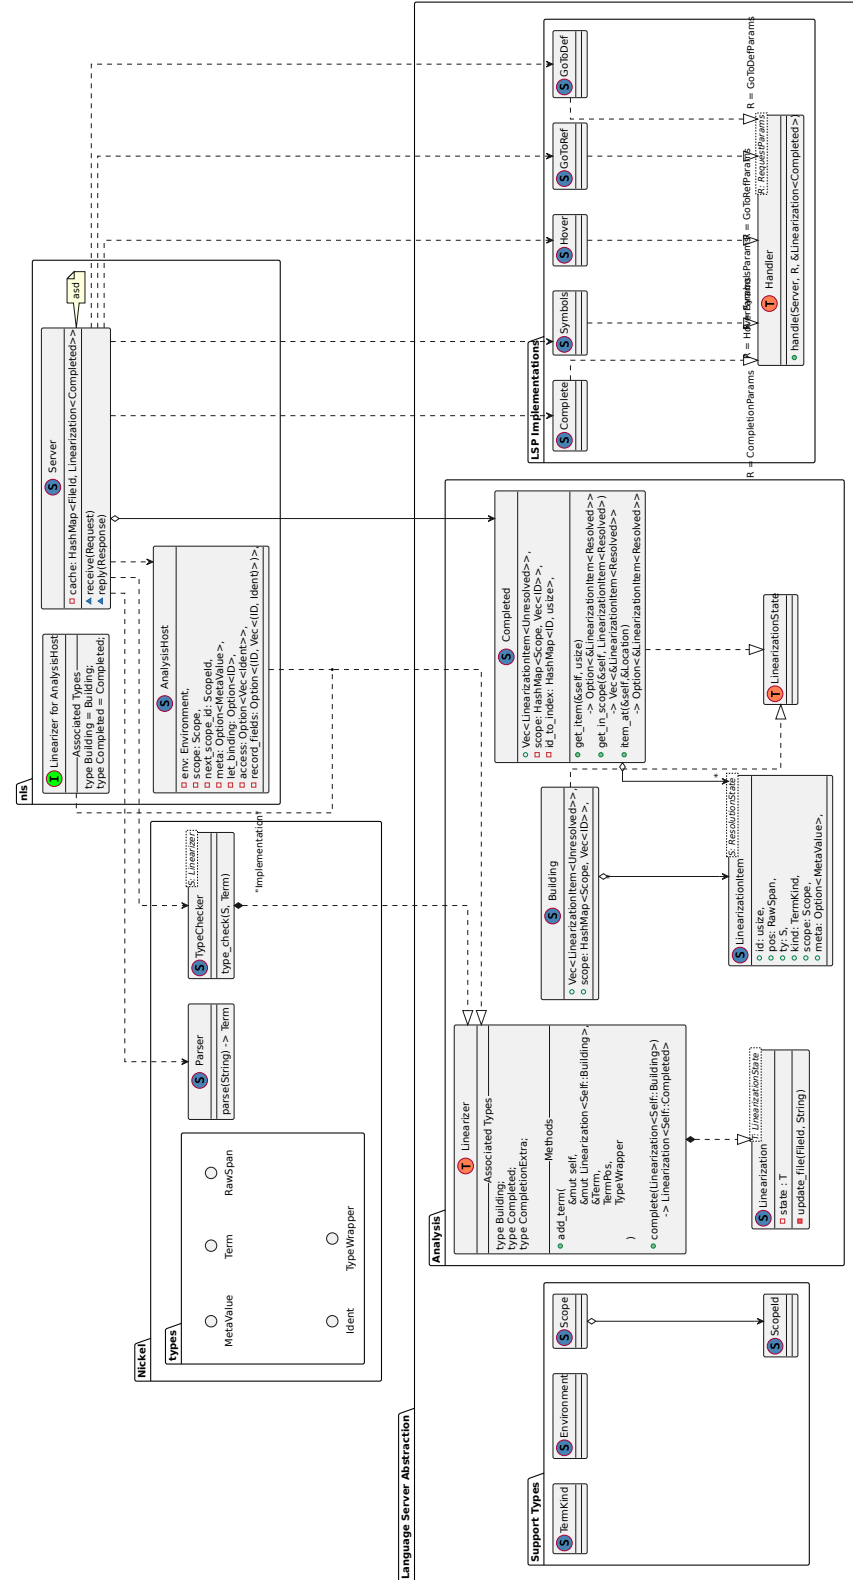 nls
S Server
cache: HashMap<FileId, Linearization<Completed>>
receive(Request)
reply(Response)
asd
I Linearizer for AnalysisHost
Associated Types
type Building = Building;
type Completed = Completed;
S AnalysisHost
env: Environment,
scope: Scope,
next_scope_id: ScopeId,
meta: Option<MetaValue>,
let_binding: Option<ID>,
access: Option<Vec<Ident>>,
record_fields: Option<(ID, Vec<(ID, Ident)>)>,
Nickel
types
MetaValue
Term
RawSpan
Ident
TypeWrapper
S Parser
parse(String) -> Term
S TypeChecker
S: Linearizer
type_check(S, Term)
"Implementation"
Language Server Abstraction
Support Types
S TermKind
S Environment
S Scope
S ScopeId
Analysis
T Linearizer
Associated Types
type Building;
type Completed;
type CompletionExtra;
Methods
add_term(
&mut self,
&mut Linearization<Self::Building>,
&Term,
TermPos,
TypeWrapper
)
complete(Linearization<Self::Building>)
-> Linearization<Self::Completed>
S Linearization
T: LinearizationState
state : T
update_file(FileId, String)
S Building
Vec<LinearizationItem<Unresolved>>,
scope: HashMap<Scope, Vec<ID>>,
S Completed
Vec<LinearizationItem<Unresolved>>,
scope: HashMap<Scope, Vec<ID>>,
id_to_index: HashMap<ID, usize>,
get_item(&self, usize)
-> Option<&LinearizationItem<Resolved>>
get_in_scope(&self, LinearizationItem<Resolved>)
-> Vec<&LinearizationItem<Resolved>>
item_at(&self,&Location)
-> Option<&LinearizationItem<Resolved>>
*
S LinearizationItem
S: ResolutionState
id: usize,
pos: RawSpan,
ty: S,
kind: TermKind,
scope: Scope,
meta: Option<MetaValue>,
T LinearizationState
LSP Implementations
S Complete
S Symbols
S Hover
S GoToRef
S GoToDef
T Handler
R: RequestParams
handle(Server, R, &Linearization<Completed>)
R = CompletionParams
R = GoToRefParams
R = GoToDefParams